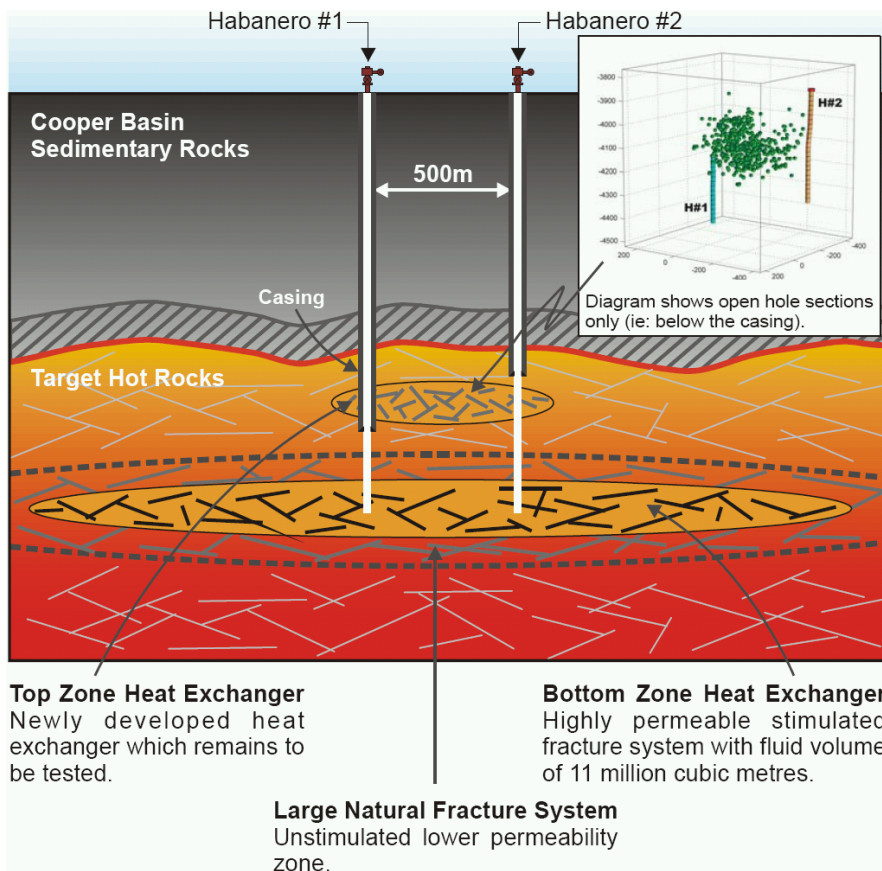 Habanero #1
Habanero #2
Cooper Basin
Sedimentary Rocks
500m
Casing
Target Hot Rocks
-3800
-3900
-4000
-4100
-4200
-4300
-4400
-4500
H#2
H#1
200
0
-200
-400
200
0
-200
-400
Diagram shows open hole sections
only (ie: below the casing).
Top Zone Heat Exchanger
Newly developed heat
exchanger which remains to
be tested.
Bottom Zone Heat Exchanger
Highly permeable stimulated
fracture system with fluid volume
of 11 million cubic metres.
Large Natural Fracture System
Unstimulated lower permeability
zone.